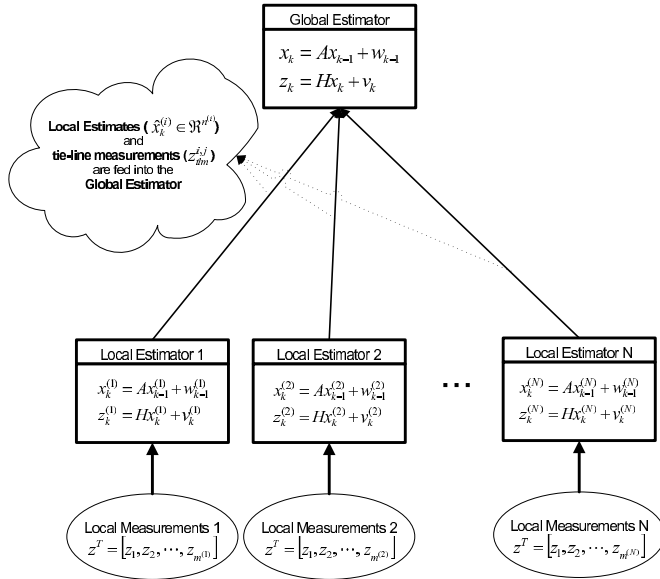 Global Estimator
x_k = Ax_{k-1} + w_{k-1}
z_k = Hx_k + v_k
Local Estimates ( x̂_k^{(i)} ∈ ℜ^{n^{(i)}} )
and
tie-line measurements ( z_{tlm}^{i,j} )
are fed into the
Global Estimator
Local Estimator 1
x_k^{(1)} = Ax_{k-1}^{(1)} + w_{k-1}^{(1)}
z_k^{(1)} = Hx_k^{(1)} + v_k^{(1)}
Local Estimator 2
x_k^{(2)} = Ax_{k-1}^{(2)} + w_{k-1}^{(2)}
z_k^{(2)} = Hx_k^{(2)} + v_k^{(2)}
...
Local Estimator N
x_k^{(N)} = Ax_{k-1}^{(N)} + w_{k-1}^{(N)}
z_k^{(N)} = Hx_k^{(N)} + v_k^{(N)}
Local Measurements 1
z^T = [z_1, z_2, ⋯, z_{m^{(1)}}]
Local Measurements 2
z^T = [z_1, z_2, ⋯, z_{m^{(2)}}]
Local Measurements N
z^T = [z_1, z_2, ⋯, z_{m^{(N)}}]